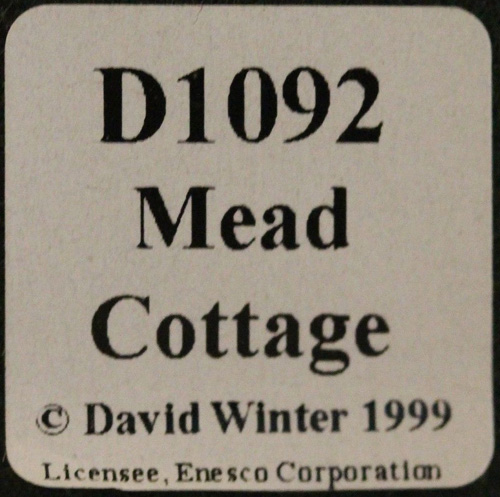 D1092
Mead
Cottage
© David Winter 1999
Licensee, Enesco Corporation